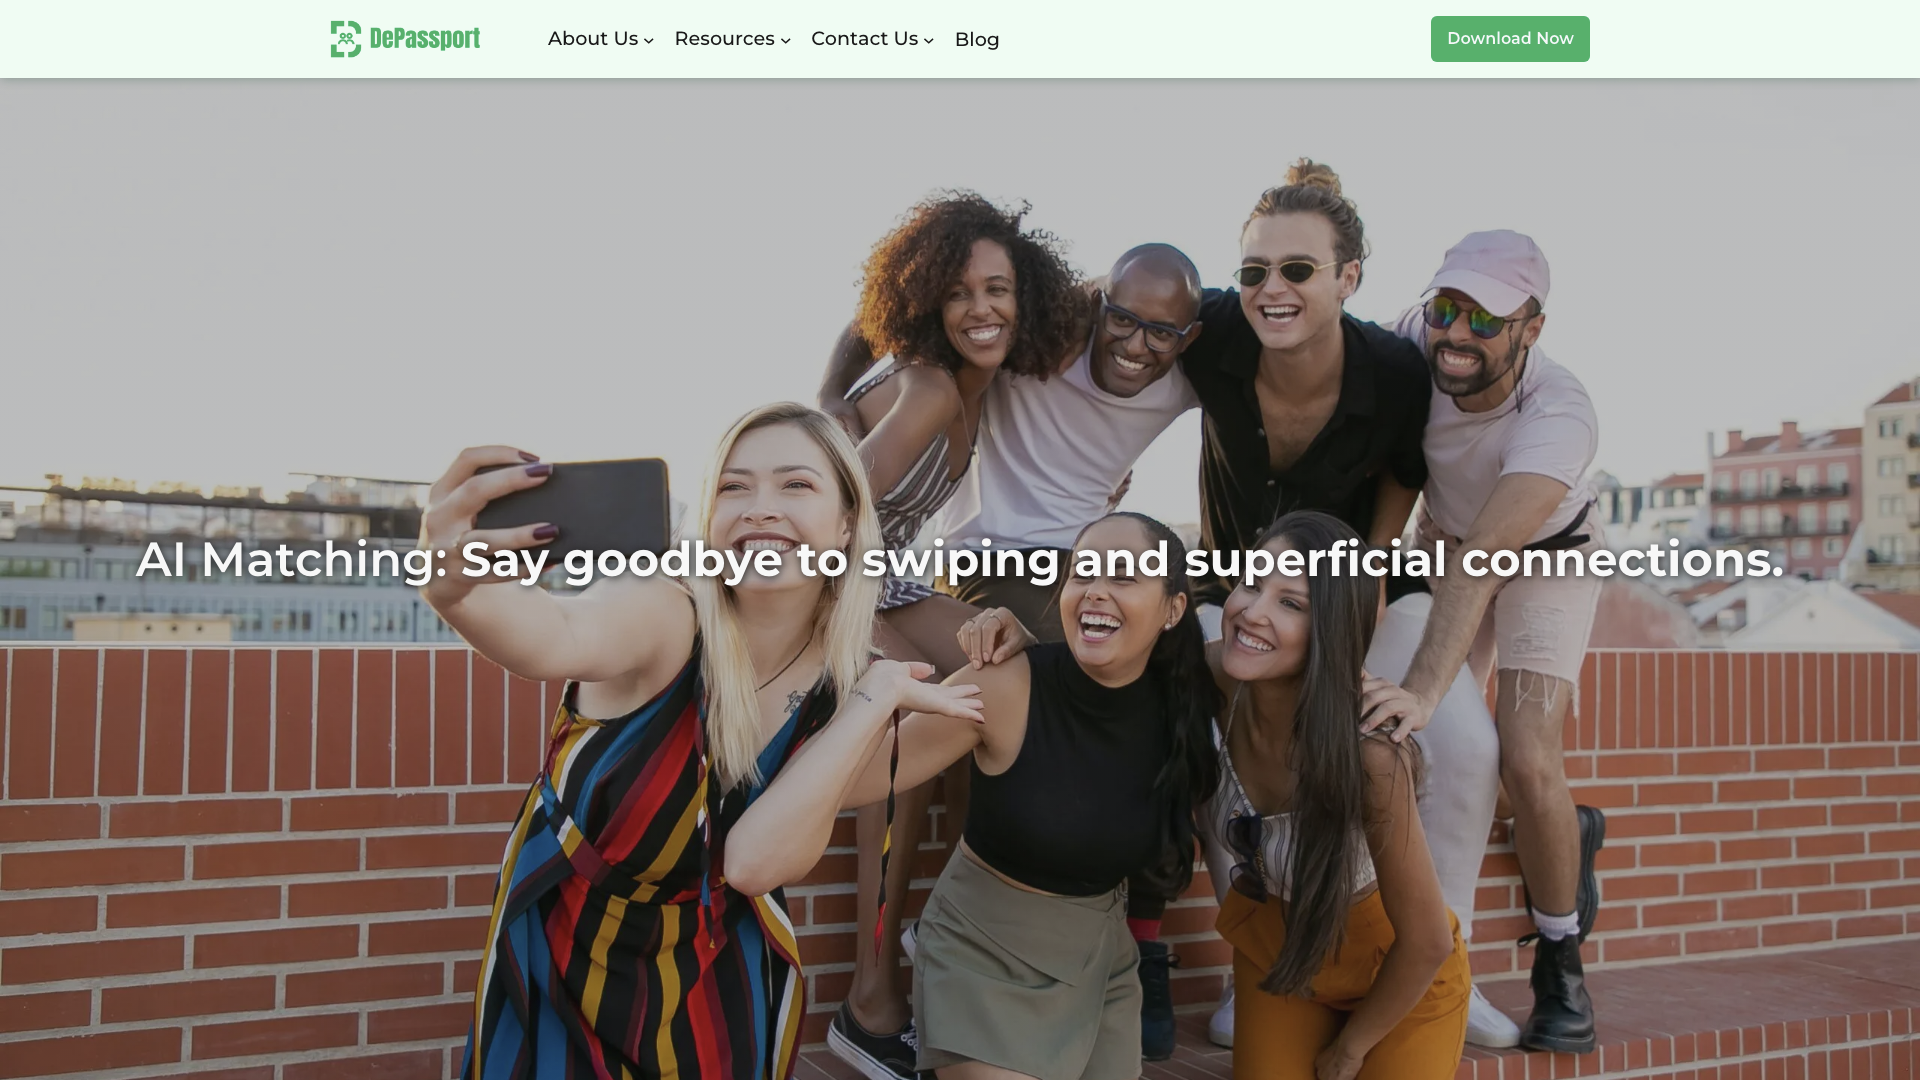 DePassport
About Us
Resources
Contact Us
Blog
Download Now
AI Matching: Say goodbye to swiping and superficial connections.